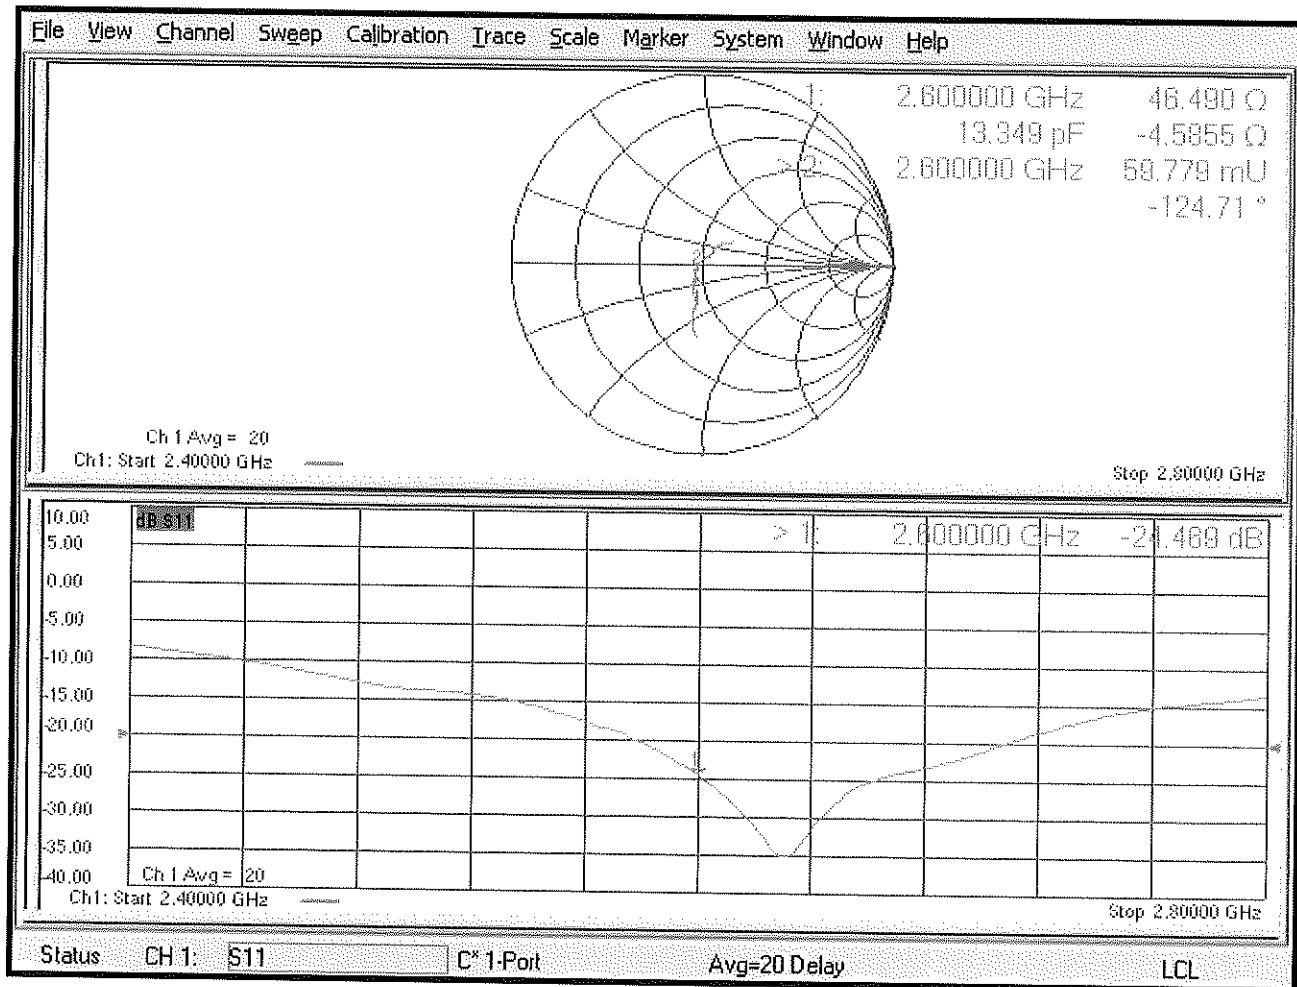 File View Channel Sweep Calibration Trace Scale Marker System Window Help
1: 2.600000 GHz 46.490 Ω
13.349 pF -4.5855 Ω
> 2: 2.600000 GHz 59.779 mU
-124.71 °
Ch 1 Avg = 20
Ch1: Start 2.40000 GHz
Stop 2.80000 GHz
10.00 dB S11
> 1: 2.600000 GHz -24.469 dB
5.00
0.00
-5.00
-10.00
-15.00
-20.00
-25.00
-30.00
-35.00
-40.00
Ch 1 Avg = 20
Ch1: Start 2.40000 GHz
Stop 2.80000 GHz
Status CH 1: S11 C* 1-Port Avg=20 Delay LCL